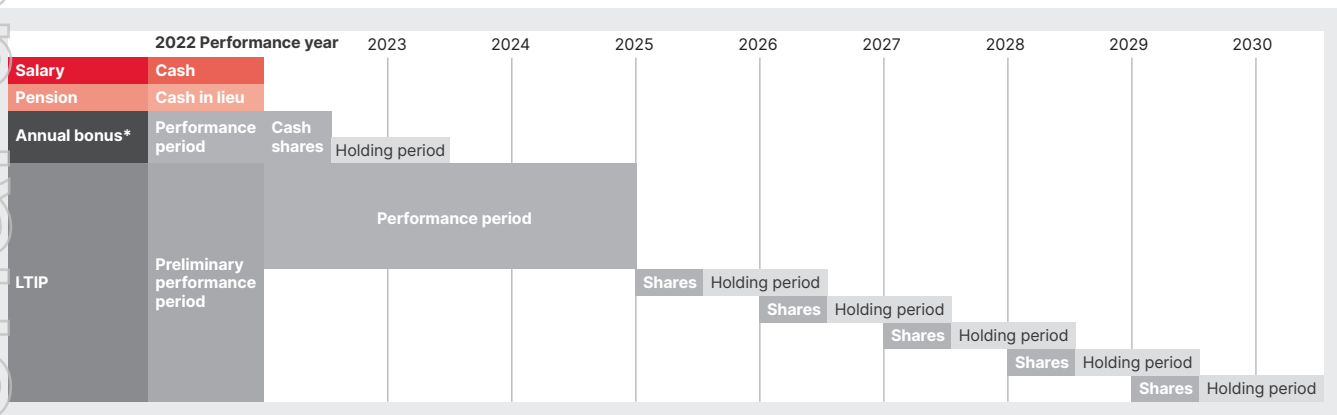 2022 Performance year 2023 2024 2025 2026 2027 2028 2029 2030
Salary Cash
Pension Cash in lieu
Annual bonus* Performance period Cash shares Holding period
Performance period
LTIP Preliminary performance period
Shares Holding period
Shares Holding period
Shares Holding period
Shares Holding period
Shares Holding period